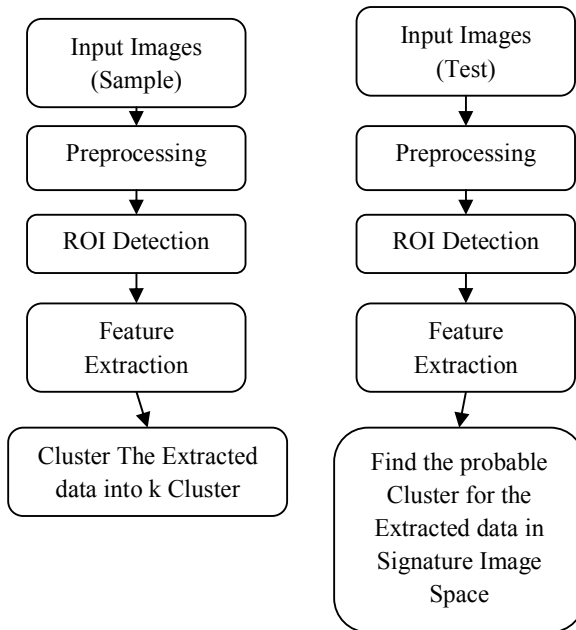 Input Images
(Sample)
Preprocessing
ROI Detection
Feature
Extraction
Cluster The Extracted
data into k Cluster
Input Images
(Test)
Preprocessing
ROI Detection
Feature
Extraction
Find the probable
Cluster for the
Extracted data in
Signature Image
Space